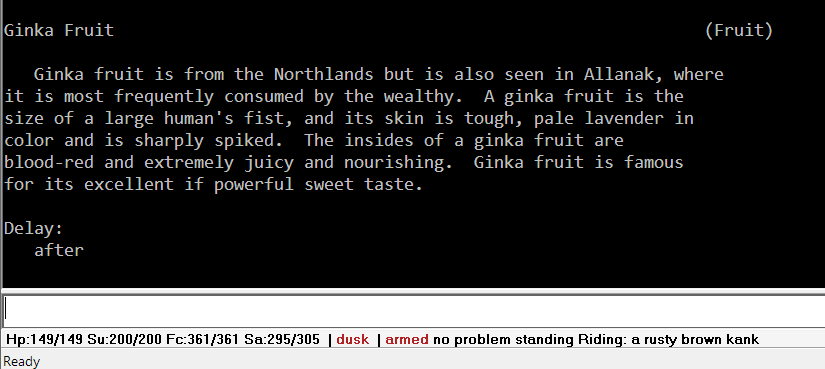 Ginka Fruit (Fruit)
Ginka fruit is from the Northlands but is also seen in Allanak, where
it is most frequently consumed by the wealthy.  A ginka fruit is the
size of a large human's fist, and its skin is tough, pale lavender in
color and is sharply spiked.  The insides of a ginka fruit are
blood-red and extremely juicy and nourishing.  Ginka fruit is famous
for its excellent if powerful sweet taste.
Delay:
after
Hp:149/149 Su:200/200 Fc:361/361 Sa:295/305 | dusk | armed no problem standing Riding: a rusty brown kank
Ready